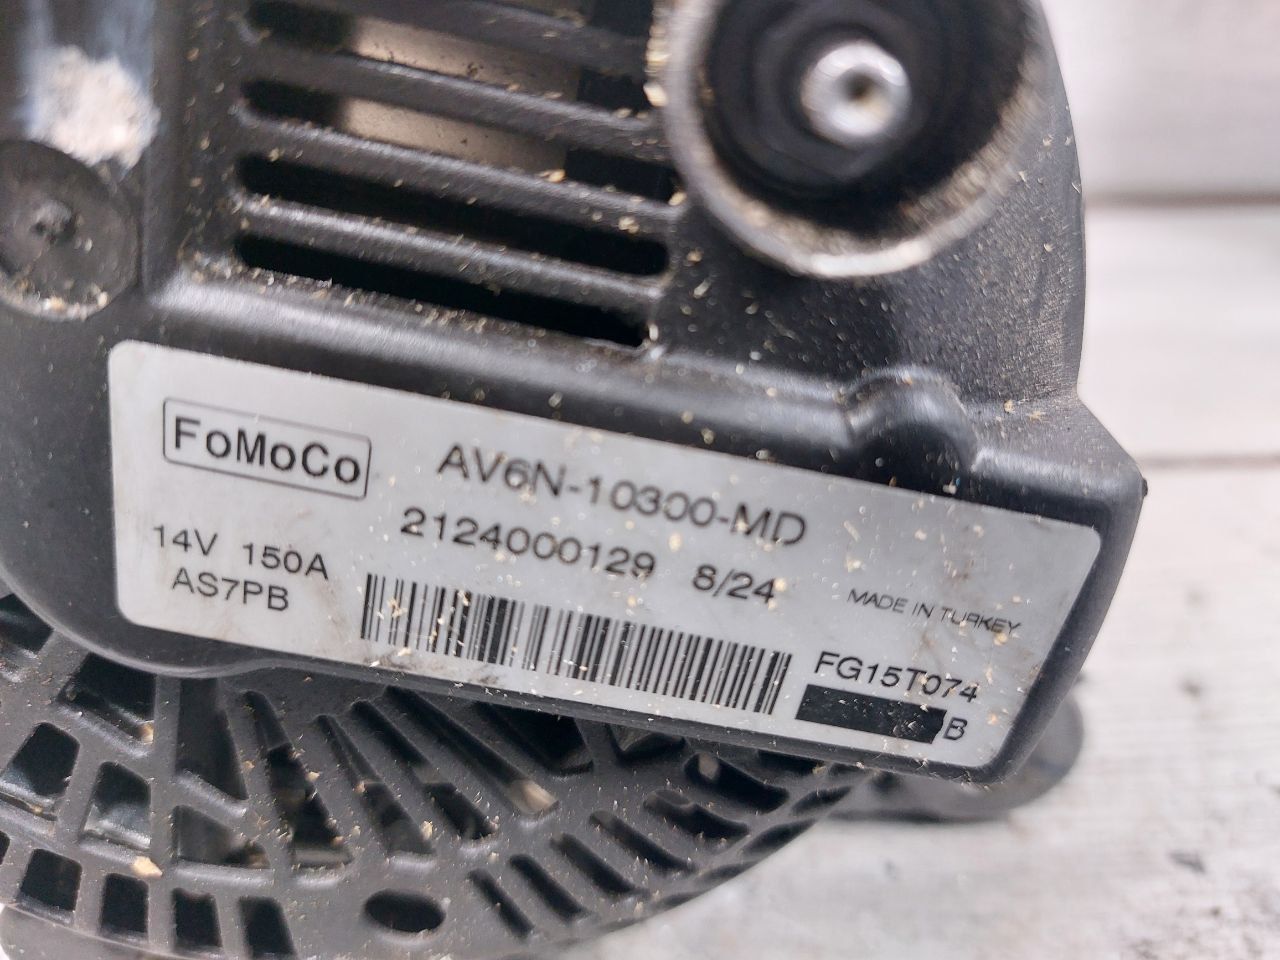 FoMoCo
AV6N-10300-MD
2124000129 8/24
14V 150A
AS7PB
MADE IN TURKEY
FG15T074
B